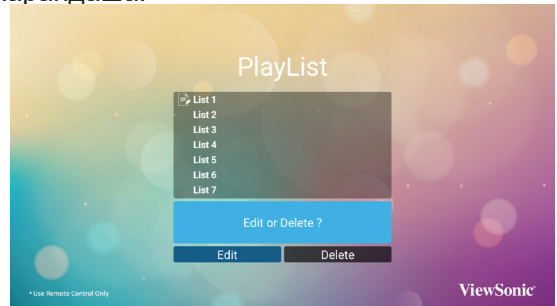 PlayList
List 1
List 2
List 3
List 4
List 5
List 6
List 7
Edit or Delete ?
Edit Delete
* Use Remote Control Only
ViewSonic®